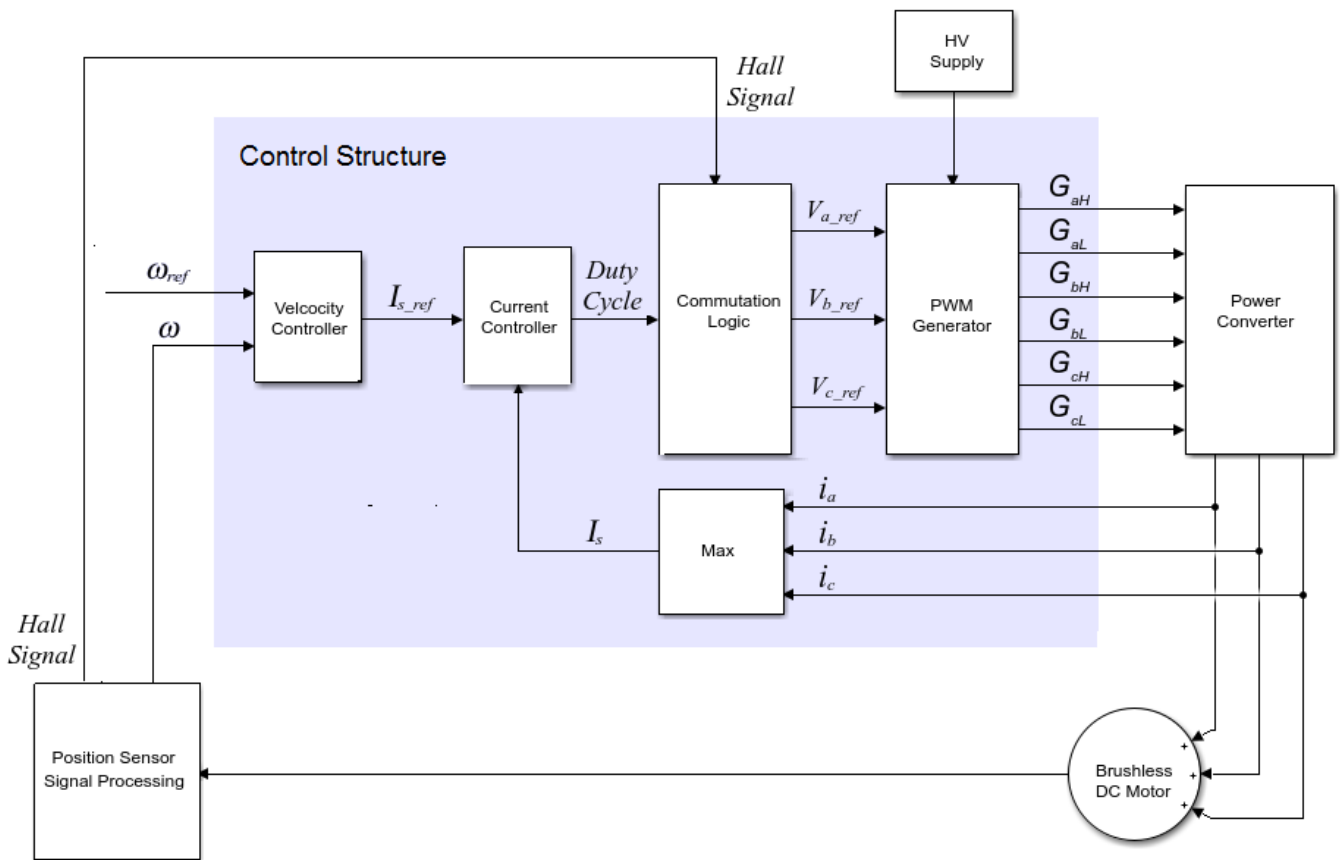 HV
Supply
Hall
Signal
Control Structure
ω_ref
ω
Velcocity
Controller
I_s_ref
Current
Controller
Duty
Cycle
Commutation
Logic
V_a_ref
V_b_ref
V_c_ref
PWM
Generator
G_aH
G_aL
G_bH
G_bL
G_cH
G_cL
Power
Converter
i_a
i_b
i_c
Max
I_s
Hall
Signal
Position Sensor
Signal Processing
Brushless
DC Motor
+
+
+